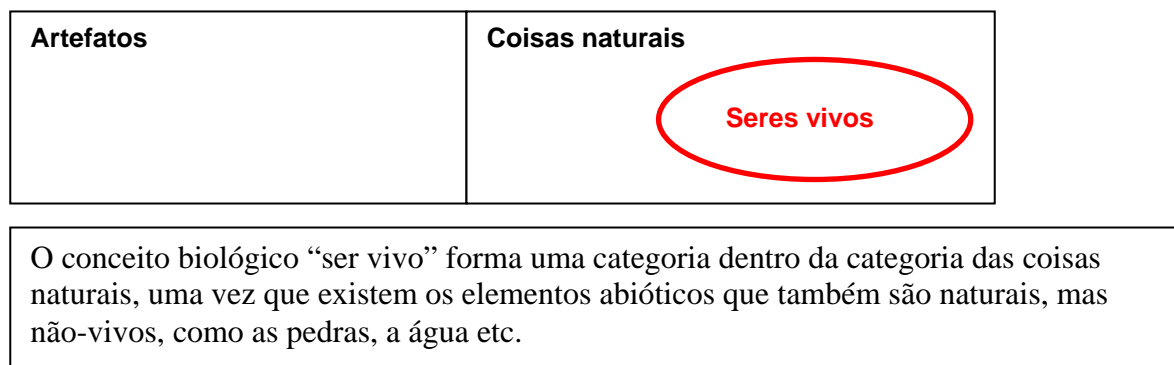 Artefatos
Coisas naturais
Seres vivos
O conceito biológico “ser vivo” forma uma categoria dentro da categoria das coisas
naturais, uma vez que existem os elementos abióticos que também são naturais, mas
não-vivos, como as pedras, a água etc.